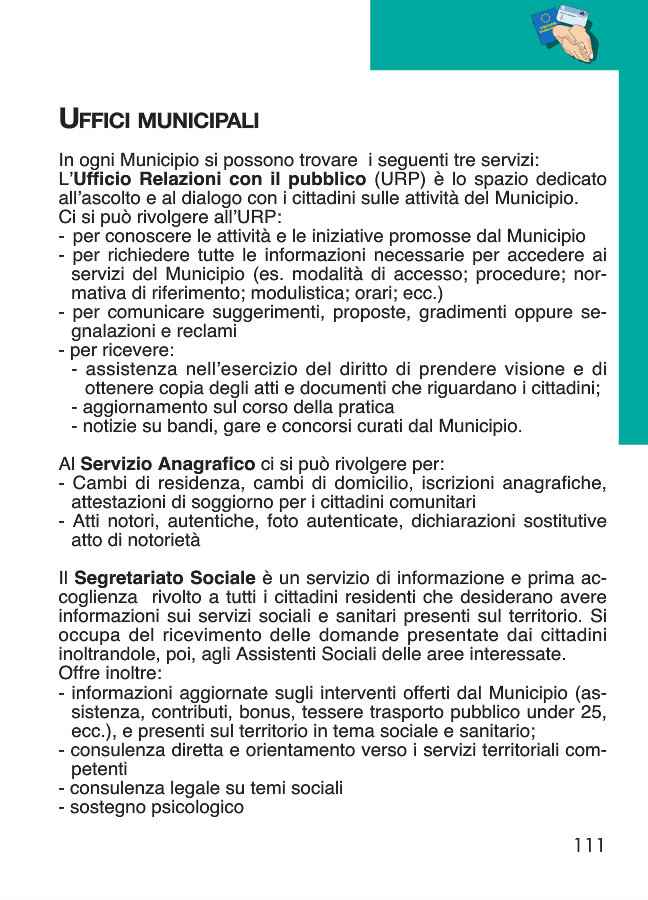 UFFICI MUNICIPALI
In ogni Municipio si possono trovare  i seguenti tre servizi:
L'Ufficio Relazioni con il pubblico (URP) è lo spazio dedicato
all'ascolto e al dialogo con i cittadini sulle attività del Municipio.
Ci si può rivolgere all'URP:
- per conoscere le attività e le iniziative promosse dal Municipio
- per richiedere tutte le informazioni necessarie per accedere ai
servizi del Municipio (es. modalità di accesso; procedure; nor-
mativa di riferimento; modulistica; orari; ecc.)
- per comunicare suggerimenti, proposte, gradimenti oppure se-
gnalazioni e reclami
- per ricevere:
- assistenza nell'esercizio del diritto di prendere visione e di
ottenere copia degli atti e documenti che riguardano i cittadini;
- aggiornamento sul corso della pratica
- notizie su bandi, gare e concorsi curati dal Municipio.
Al Servizio Anagrafico ci si può rivolgere per:
- Cambi di residenza, cambi di domicilio, iscrizioni anagrafiche,
attestazioni di soggiorno per i cittadini comunitari
- Atti notori, autentiche, foto autenticate, dichiarazioni sostitutive
atto di notorietà
Il Segretariato Sociale è un servizio di informazione e prima ac-
coglienza  rivolto a tutti i cittadini residenti che desiderano avere
informazioni sui servizi sociali e sanitari presenti sul territorio. Si
occupa del ricevimento delle domande presentate dai cittadini
inoltrandole, poi, agli Assistenti Sociali delle aree interessate.
Offre inoltre:
- informazioni aggiornate sugli interventi offerti dal Municipio (as-
sistenza, contributi, bonus, tessere trasporto pubblico under 25,
ecc.), e presenti sul territorio in tema sociale e sanitario;
- consulenza diretta e orientamento verso i servizi territoriali com-
petenti
- consulenza legale su temi sociali
- sostegno psicologico
111